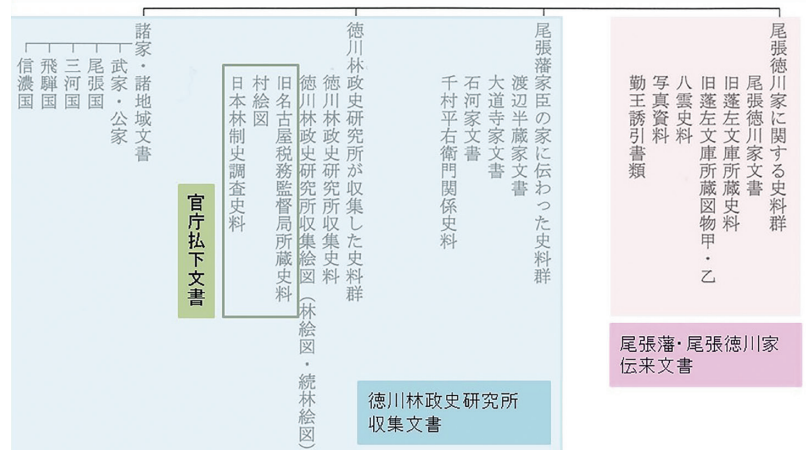 尾張徳川家に関する史料群
尾張徳川家文書
旧蓬左文庫所蔵史料
旧蓬左文庫所蔵図物甲・乙
八雲史料
写真資料
勤王誘引書類
尾張藩・尾張徳川家
伝来文書
尾張藩家臣の家に伝わった史料群
渡辺半蔵家文書
大道寺家文書
石河家文書
千村平右衛門関係史料
徳川林政史研究所が収集した史料群
徳川林政史研究所収集史料
徳川林政史研究所収集絵図（林絵図・続林絵図）
旧名古屋税務監督局所蔵史料
村絵図
日本林制史調査史料
官庁払下文書
諸家・諸地域文書
武家・公家
尾張国
三河国
飛騨国
信濃国
徳川林政史研究所
収集文書